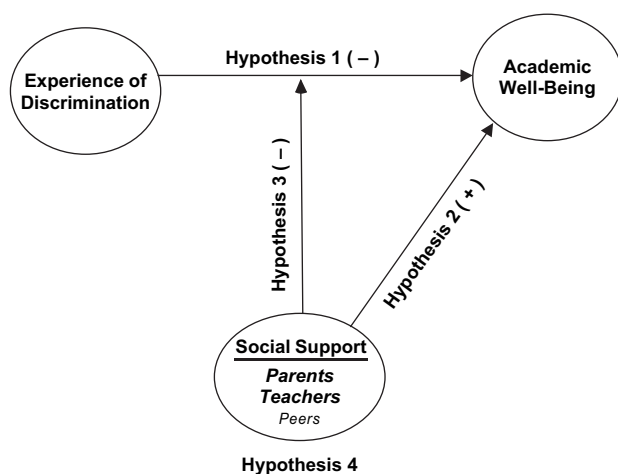 Hypothesis 1 ( – )
Experience of
Discrimination
Academic
Well-Being
Hypothesis 3 ( – )
Hypothesis 2 ( + )
Social Support
Parents
Teachers
Peers
Hypothesis 4